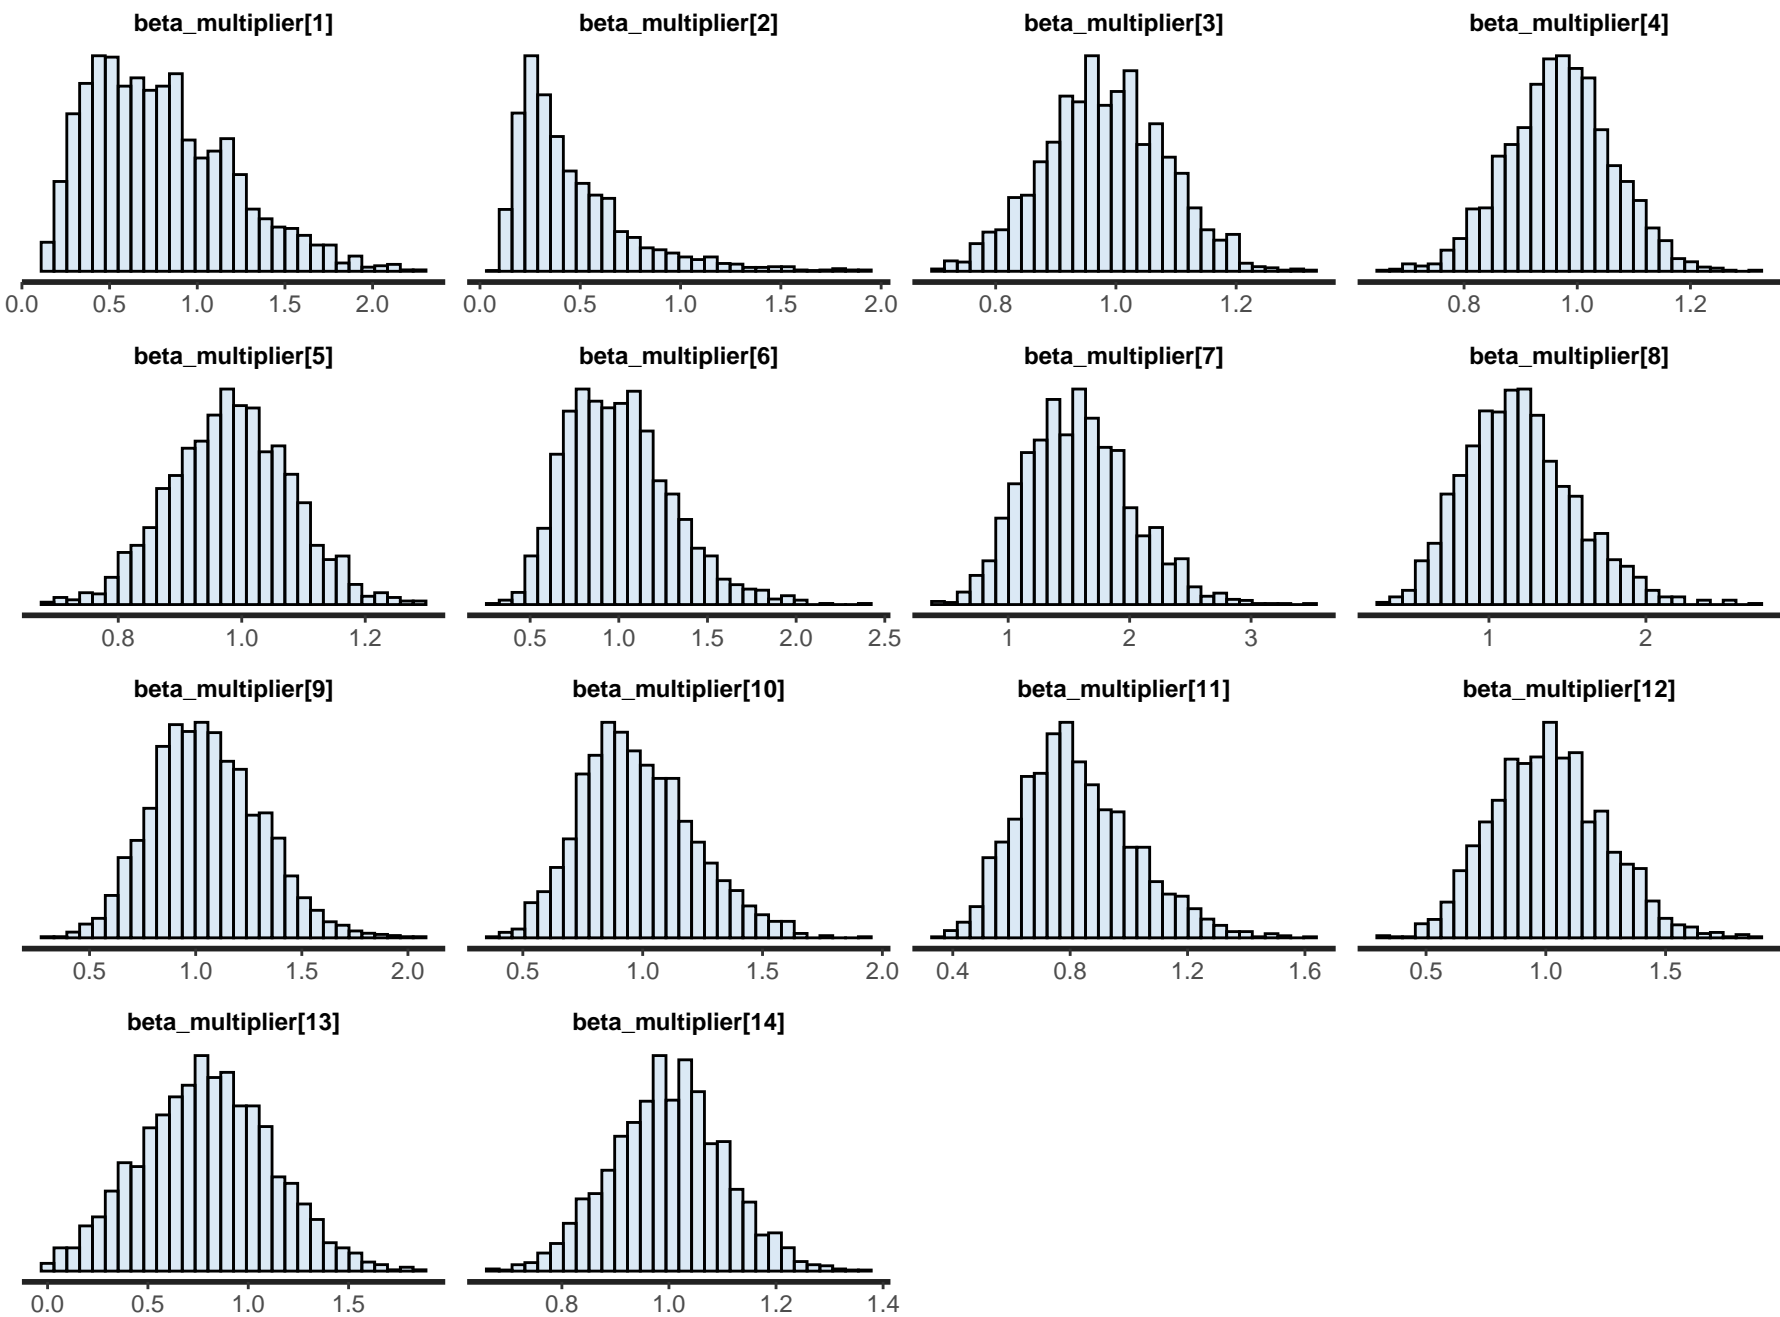 beta_multiplier[1] beta_multiplier[2] beta_multiplier[3] beta_multiplier[4]
0.0 0.5 1.0 1.5 2.0 0.0 0.5 1.0 1.5 2.0 0.8 1.0 1.2 0.8 1.0 1.2
beta_multiplier[5] beta_multiplier[6] beta_multiplier[7] beta_multiplier[8]
0.8 1.0 1.2 0.5 1.0 1.5 2.0 2.5 1 2 3 1 2
beta_multiplier[9] beta_multiplier[10] beta_multiplier[11] beta_multiplier[12]
0.5 1.0 1.5 2.0 0.5 1.0 1.5 2.0 0.4 0.8 1.2 1.6 0.5 1.0 1.5
beta_multiplier[13] beta_multiplier[14]
0.0 0.5 1.0 1.5 0.8 1.0 1.2 1.4